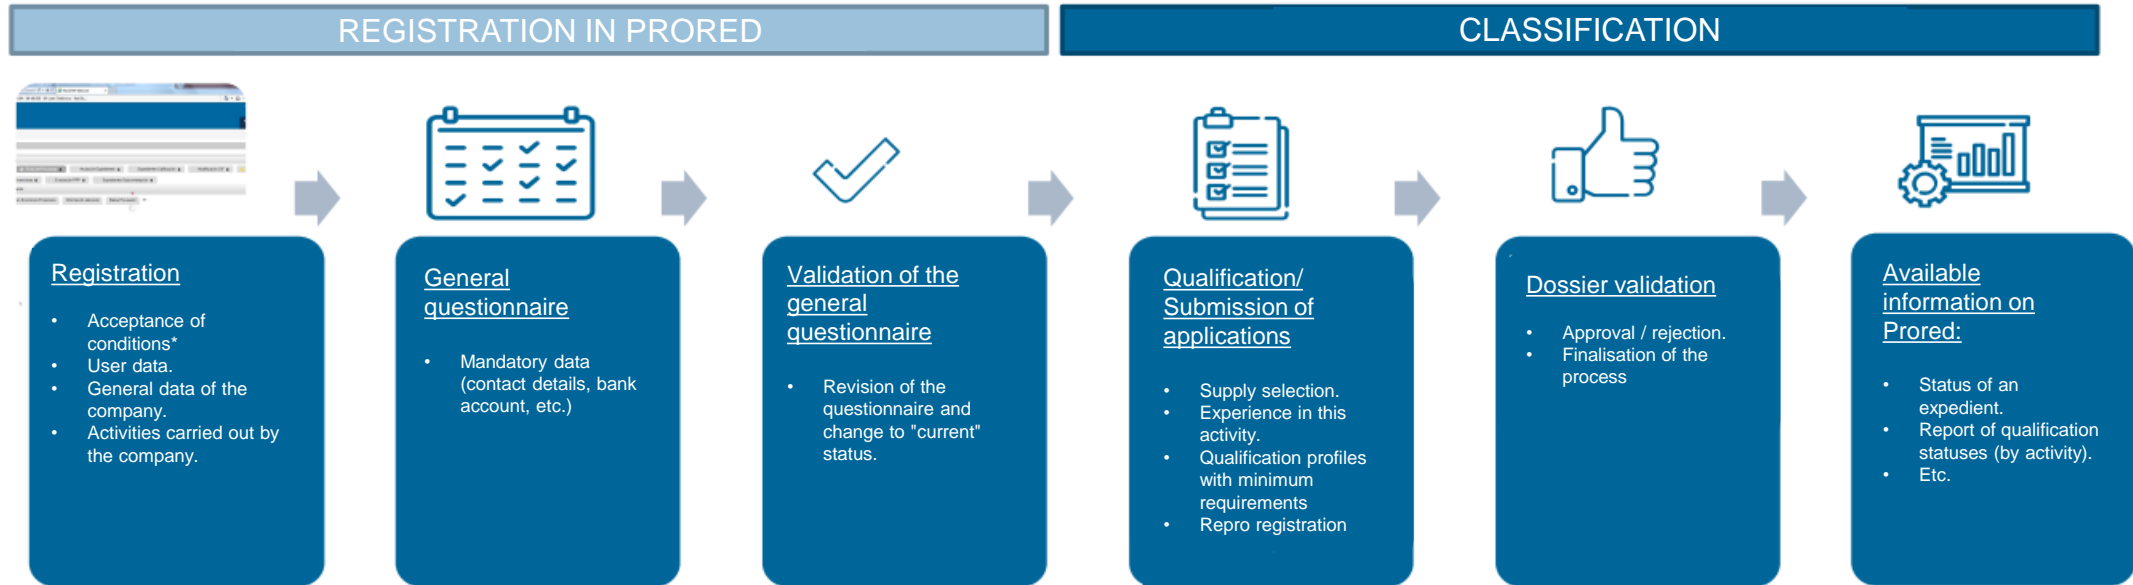 REGISTRATION IN PRORED
CLASSIFICATION
Registration
• Acceptance of
conditions*
• User data.
• General data of the
company.
• Activities carried out by
the company.
General
questionnaire
• Mandatory data
(contact details, bank
account, etc.)
Validation of the
general
questionnaire
• Revision of the
questionnaire and
change to "current"
status.
Qualification/
Submission of
applications
• Supply selection.
• Experience in this
activity.
• Qualification profiles
with minimum
requirements
• Repro registration
Dossier validation
• Approval / rejection.
• Finalisation of the
process
Available
information on
Prored:
• Status of an
expedient.
• Report of qualification
statuses (by activity).
• Etc.